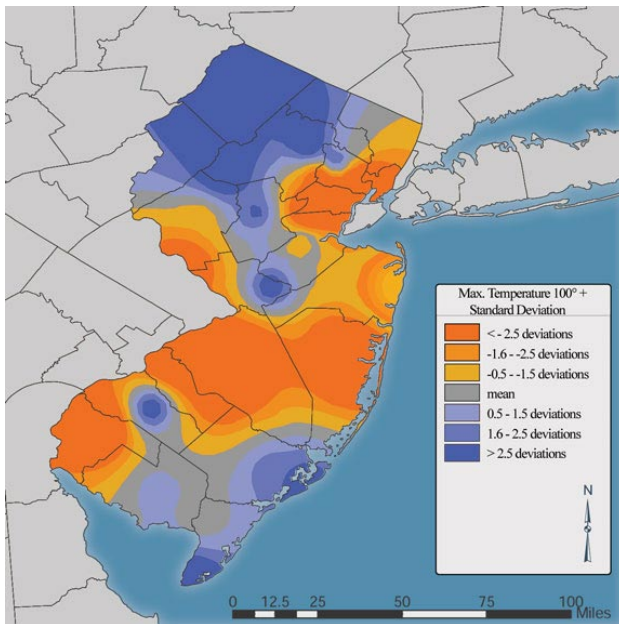 Max. Temperature 100° +
Standard Deviation
< - 2.5 deviations
-1.6 - -2.5 deviations
-0.5 - -1.5 deviations
mean
0.5 - 1.5 deviations
1.6 - 2.5 deviations
> 2.5 deviations
N
0 12.5 25 50 75 100
Miles